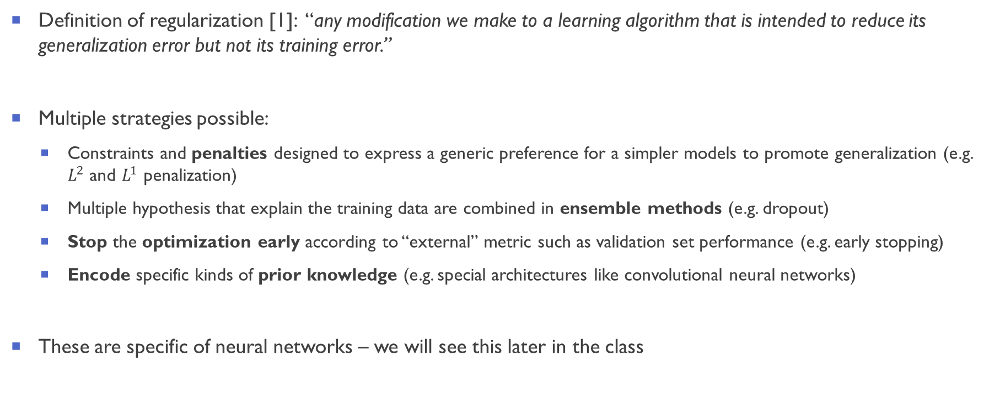 Definition of regularization [1]: “any modification we make to a learning algorithm that is intended to reduce its
generalization error but not its training error.”
Multiple strategies possible:
Constraints and penalties designed to express a generic preference for a simpler models to promote generalization (e.g.
L² and L¹ penalization)
Multiple hypothesis that explain the training data are combined in ensemble methods (e.g. dropout)
Stop the optimization early according to “external” metric such as validation set performance (e.g. early stopping)
Encode specific kinds of prior knowledge (e.g. special architectures like convolutional neural networks)
These are specific of neural networks – we will see this later in the class